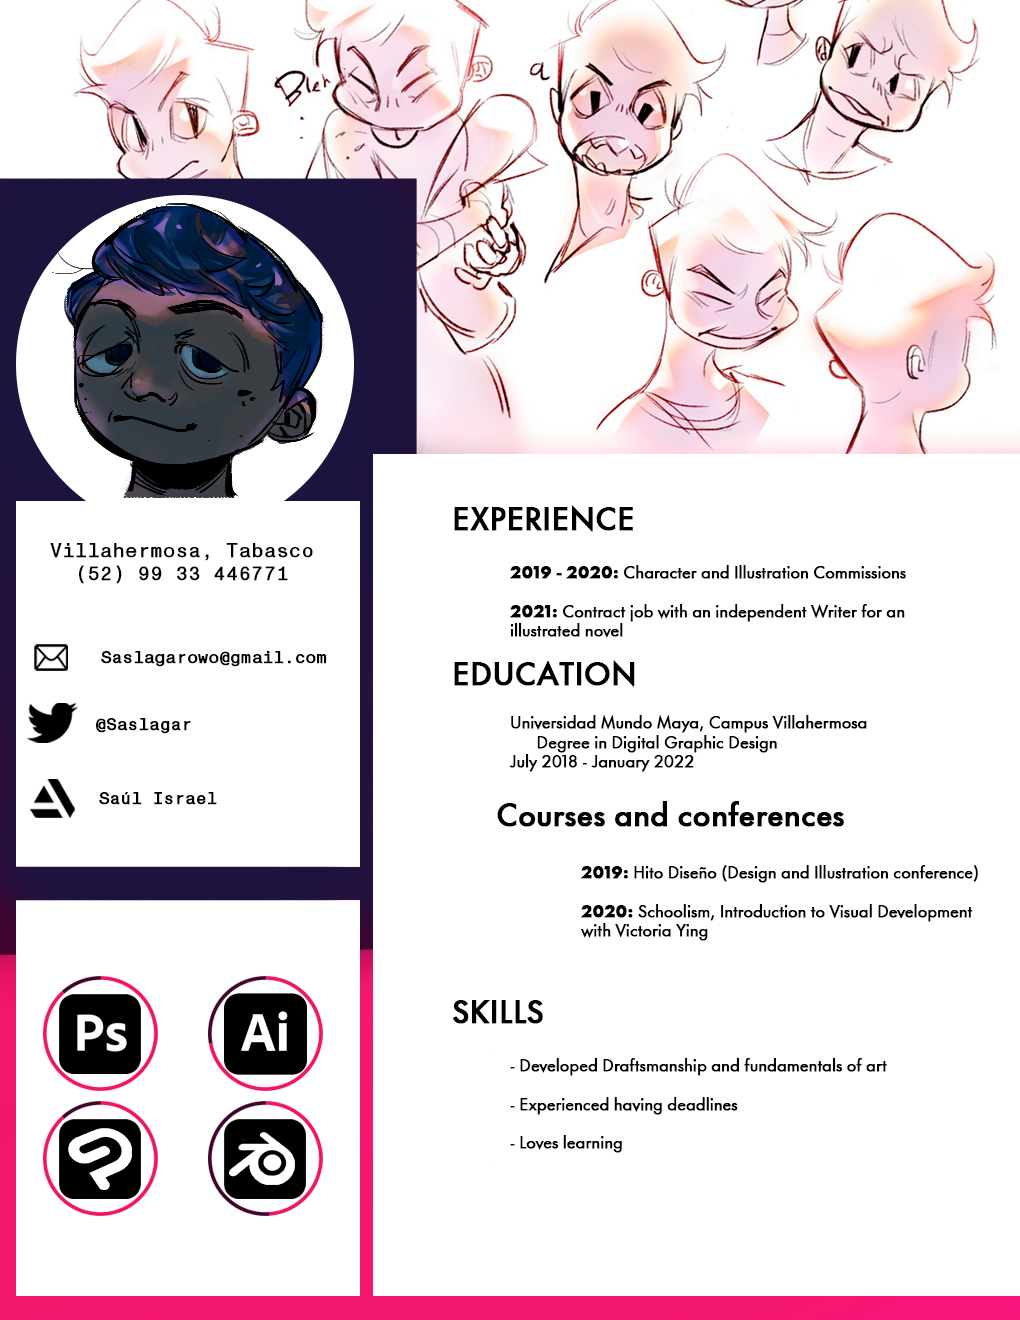 Bleh
a
Villahermosa, Tabasco
(52) 99 33 446771
Saslagarowo@gmail.com
@Saslagar
Saúl Israel
Ps
Ai
EXPERIENCE
2019 - 2020: Character and Illustration Commissions
2021: Contract job with an independent Writer for an
illustrated novel
EDUCATION
Universidad Mundo Maya, Campus Villahermosa
Degree in Digital Graphic Design
July 2018 - January 2022
Courses and conferences
2019: Hito Diseño (Design and Illustration conference)
2020: Schoolism, Introduction to Visual Development
with Victoria Ying
SKILLS
- Developed Draftsmanship and fundamentals of art
- Experienced having deadlines
- Loves learning